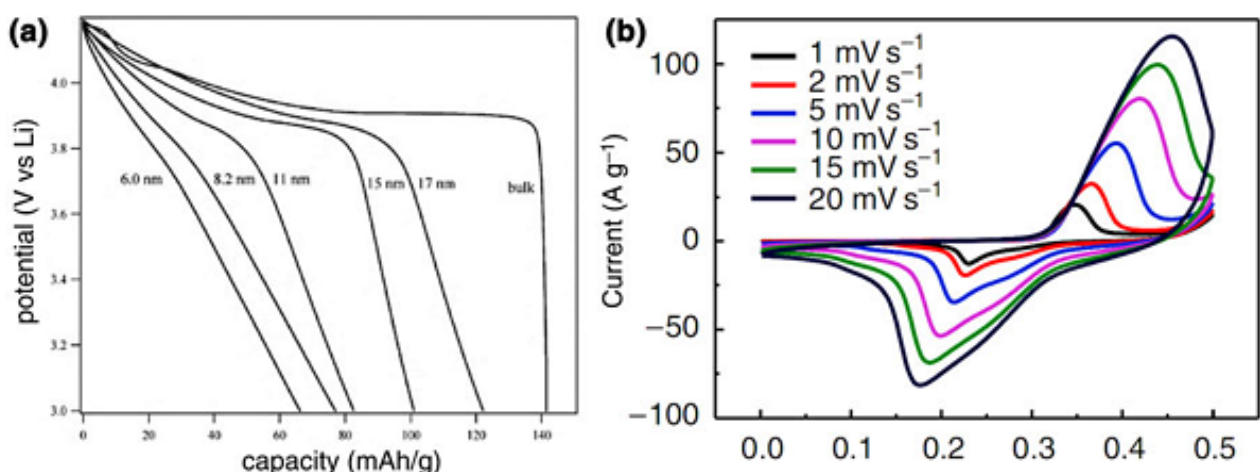 (a)
potential (V vs Li)
4.0
3.8
3.6
3.4
3.2
3.0
6.0 nm
8.2 nm
11 nm
15 nm
17 nm
bulk
0
20
40
60
80
100
120
140
capacity (mAh/g)
(b)
Current (A g⁻¹)
100
50
0
−50
−100
1 mV s⁻¹
2 mV s⁻¹
5 mV s⁻¹
10 mV s⁻¹
15 mV s⁻¹
20 mV s⁻¹
0.0
0.1
0.2
0.3
0.4
0.5